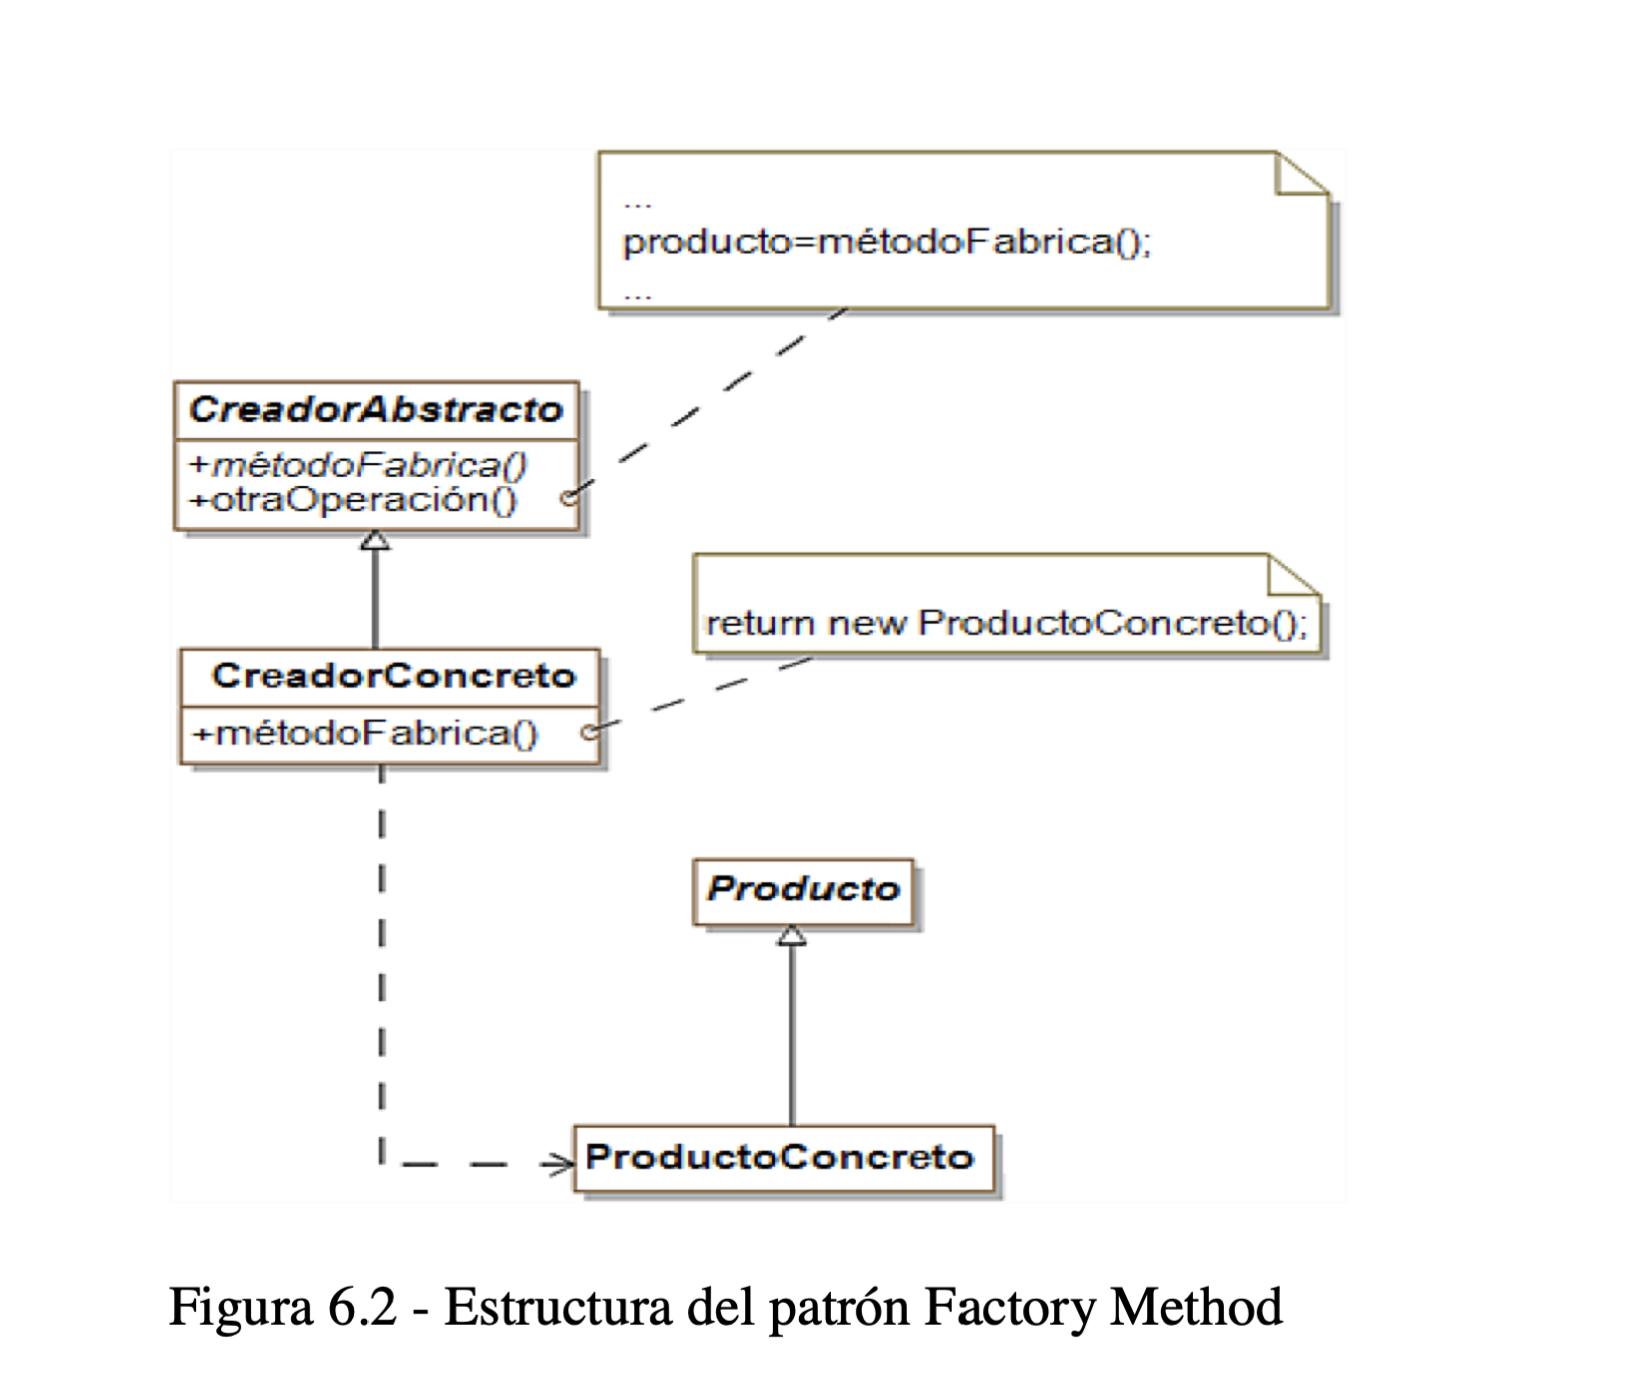 ...
producto=métodoFabrica();
...
CreadorAbstracto
+métodoFabrica()
+otraOperación()
return new ProductoConcreto();
CreadorConcreto
+métodoFabrica()
Producto
ProductoConcreto
Figura 6.2 - Estructura del patrón Factory Method